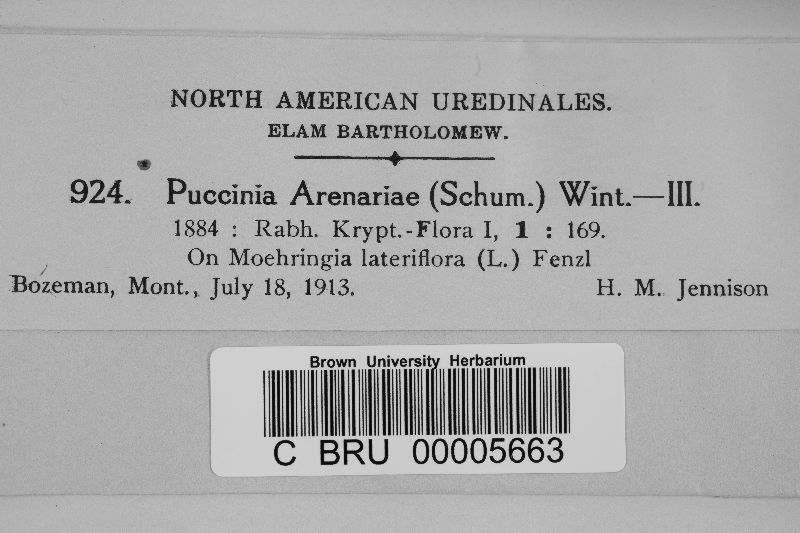 NORTH AMERICAN UREDINALES.
ELAM BARTHOLOMEW.
924. Puccinia Arenariae (Schum.) Wint.—III.
1884 : Rabh. Krypt.-Flora I, 1 : 169.
On Moehringia lateriflora (L.) Fenzl
Bozeman, Mont., July 18, 1913. H. M. Jennison
Brown University Herbarium
C BRU 00005663